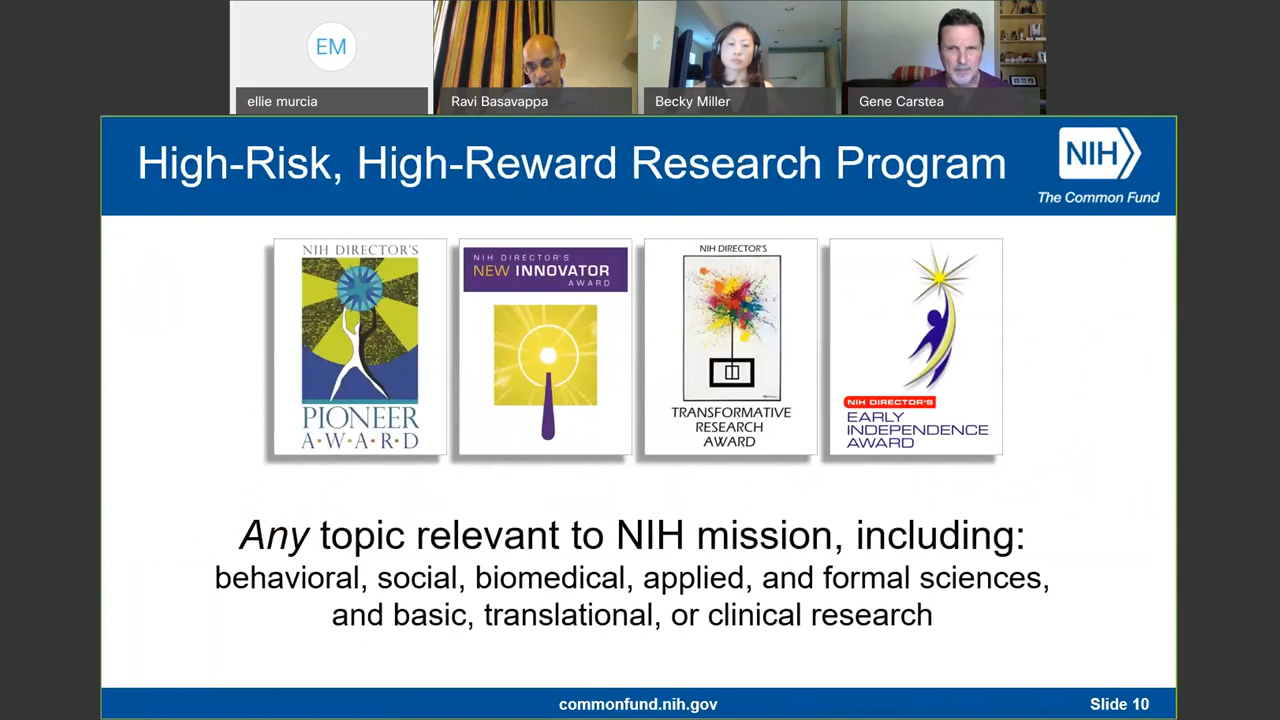 EM
ellie murcia
Ravi Basavappa
Becky Miller
Gene Carstea
High-Risk, High-Reward Research Program
NIH
The Common Fund
NIH DIRECTOR'S
PIONEER
A•W•A•R•D
NIH DIRECTOR'S
NEW INNOVATOR
AWARD
NIH DIRECTOR'S
TRANSFORMATIVE
RESEARCH
AWARD
NIH DIRECTOR'S
EARLY
INDEPENDENCE
AWARD
Any topic relevant to NIH mission, including:
behavioral, social, biomedical, applied, and formal sciences,
and basic, translational, or clinical research
commonfund.nih.gov
Slide 10